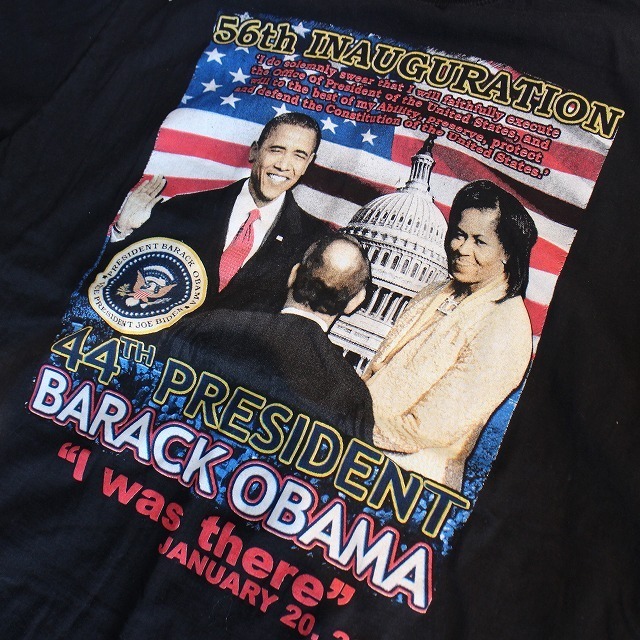 56th INAUGURATION
'I do solemnly swear that I will faithfully execute
the Office of President of the United States, and
will to the best of my Ability, preserve, protect
and defend the Constitution of the United States.'
PRESIDENT BARACK OBAMA
PRESIDENT JOE BIDEN
44TH PRESIDENT
BARACK OBAMA
"I was there"
JANUARY 20, 2